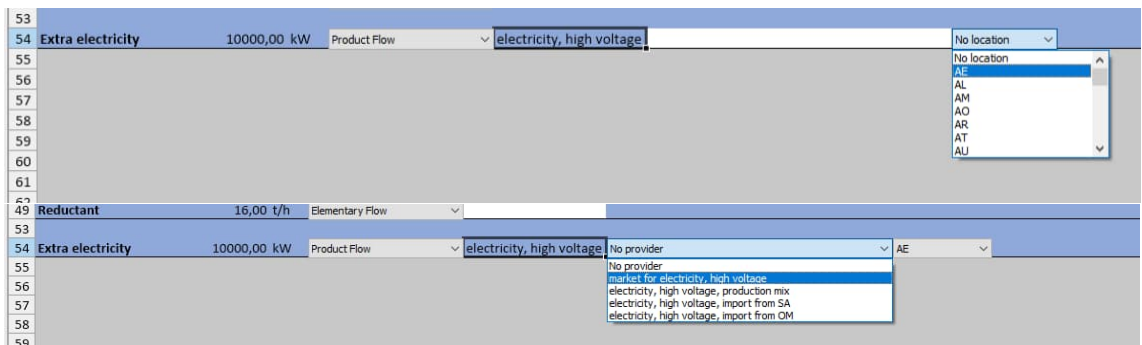 53
54 Extra electricity 10000,00 kW Product Flow electricity, high voltage No location
55 No location
56 AE
AL
57 AM
58 AO
59 AR
AT
60 AU
61
62
49 Reductant 16,00 t/h Elementary Flow
53
54 Extra electricity 10000,00 kW Product Flow electricity, high voltage No provider AE
55 No provider
56 market for electricity, high voltage
electricity, high voltage, production mix
57 electricity, high voltage, import from SA
58 electricity, high voltage, import from OM
59